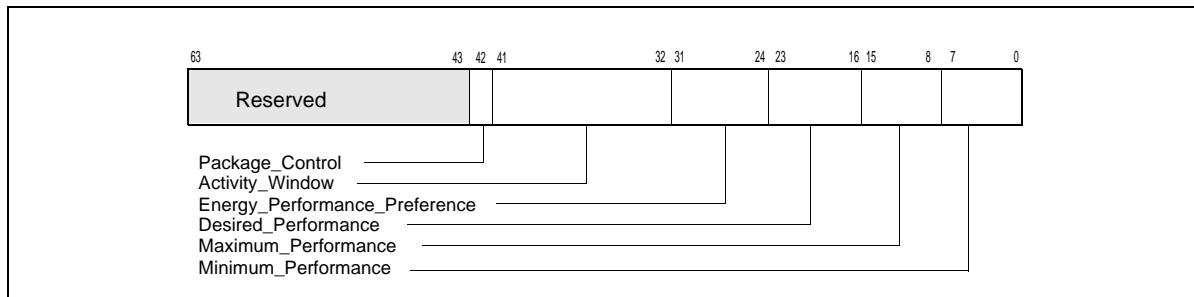 63 43 42 41 32 31 24 23 16 15 8 7 0
Reserved
Package_Control
Activity_Window
Energy_Performance_Preference
Desired_Performance
Maximum_Performance
Minimum_Performance